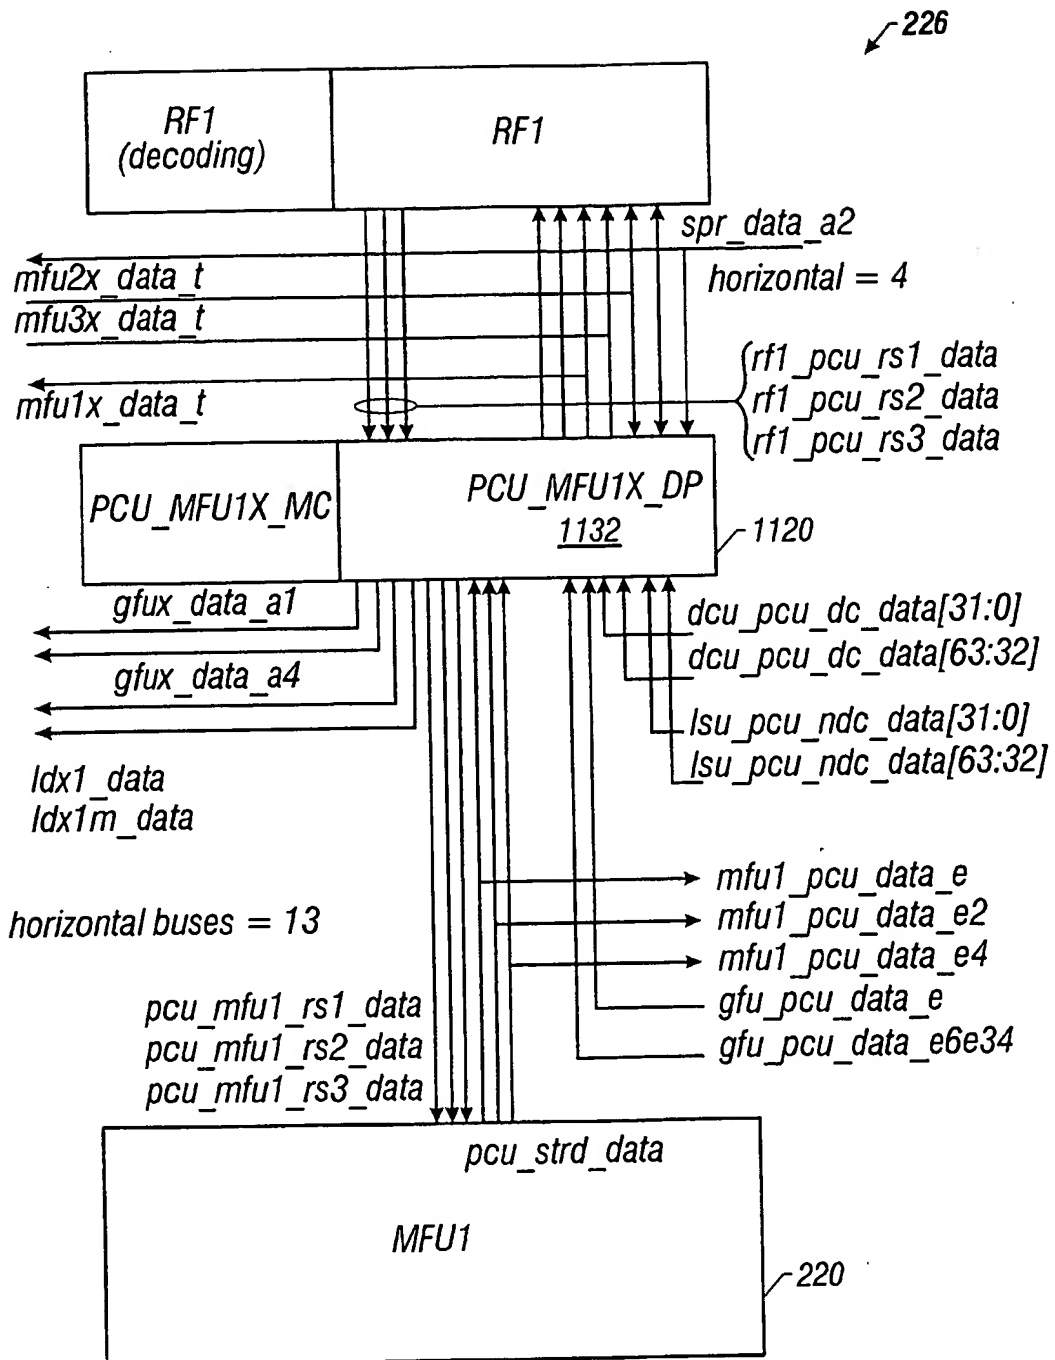 226
RF1
(decoding)
RF1
spr_data_a2
mfu2x_data_t
horizontal = 4
mfu3x_data_t
rf1_pcu_rs1_data
mfu1x_data_t
rf1_pcu_rs2_data
rf1_pcu_rs3_data
PCU_MFU1X_MC
PCU_MFU1X_DP
1132
1120
gfux_data_a1
dcu_pcu_dc_data[31:0]
dcu_pcu_dc_data[63:32]
gfux_data_a4
lsu_pcu_ndc_data[31:0]
lsu_pcu_ndc_data[63:32]
ldx1_data
ldx1m_data
mfu1_pcu_data_e
horizontal buses = 13
mfu1_pcu_data_e2
mfu1_pcu_data_e4
gfu_pcu_data_e
pcu_mfu1_rs1_data
pcu_mfu1_rs2_data
gfu_pcu_data_e6e34
pcu_mfu1_rs3_data
pcu_strd_data
MFU1
220